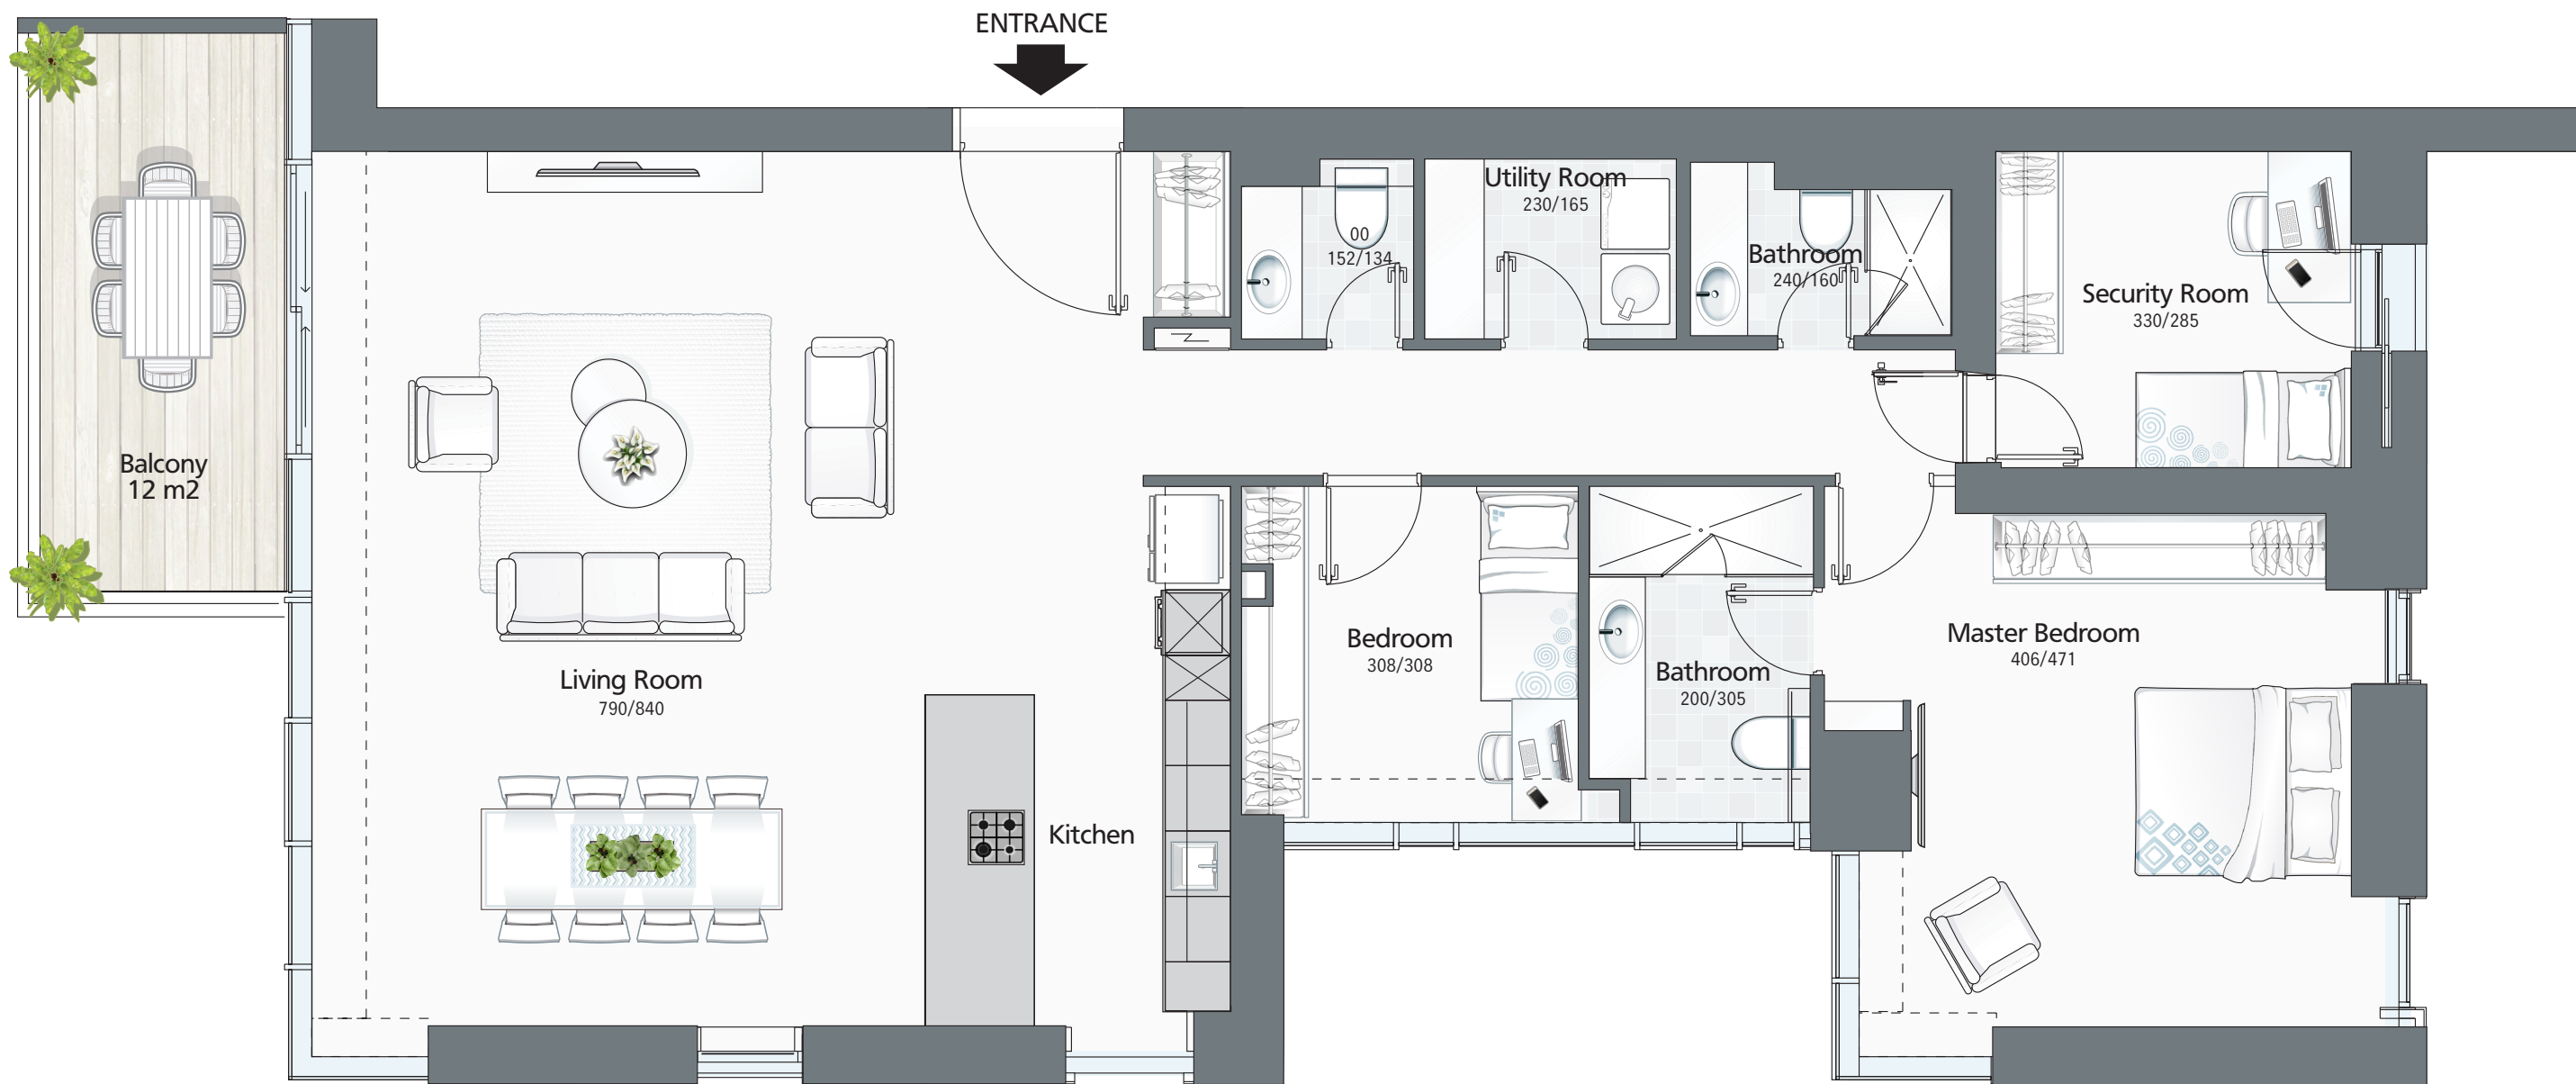 ENTRANCE
Utility Room
230/165
00
152/134
Bathroom
240/160
Security Room
330/285
Balcony
12 m2
Living Room
790/840
Kitchen
Bedroom
308/308
Bathroom
200/305
Master Bedroom
406/471